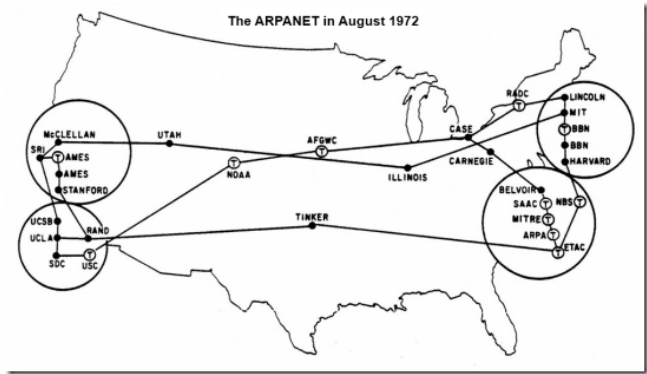 The ARPANET in August 1972
RADC
LINCOLN
MIT
T BBN
BBN
HARVARD
McCLELLAN
UTAH
AFGWC
T
CASE
CARNEGIE
SRI
T AMES
AMES
STANFORD
T
NOAA
ILLINOIS
BELVOIR
SAAC T
NBS T
MITRE T
ARPA T
T ETAC
UCSB
UCLA
RAND
TINKER
SDC
T
USC
T